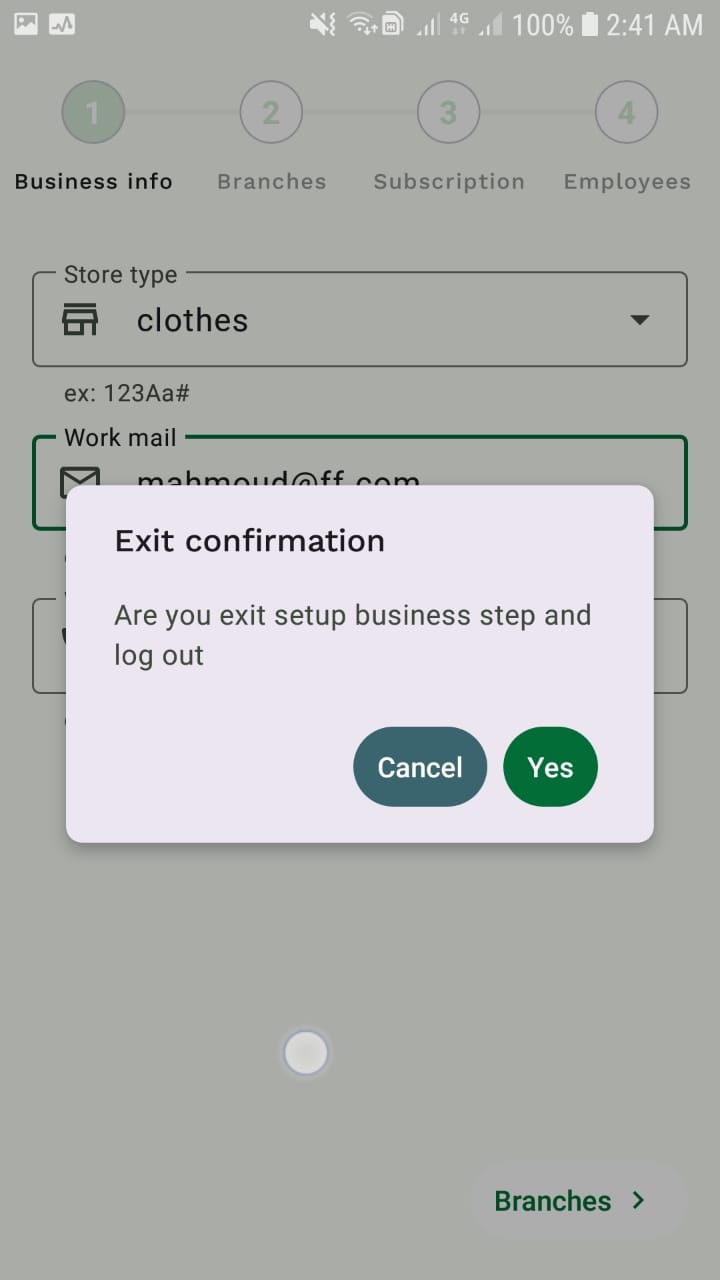 4G 100% 2:41 AM
1 2 3 4
Business info Branches Subscription Employees
Store type
clothes
ex: 123Aa#
Work mail
mahmoud@ff.com
Exit confirmation
Are you exit setup business step and
log out
Cancel Yes
Branches